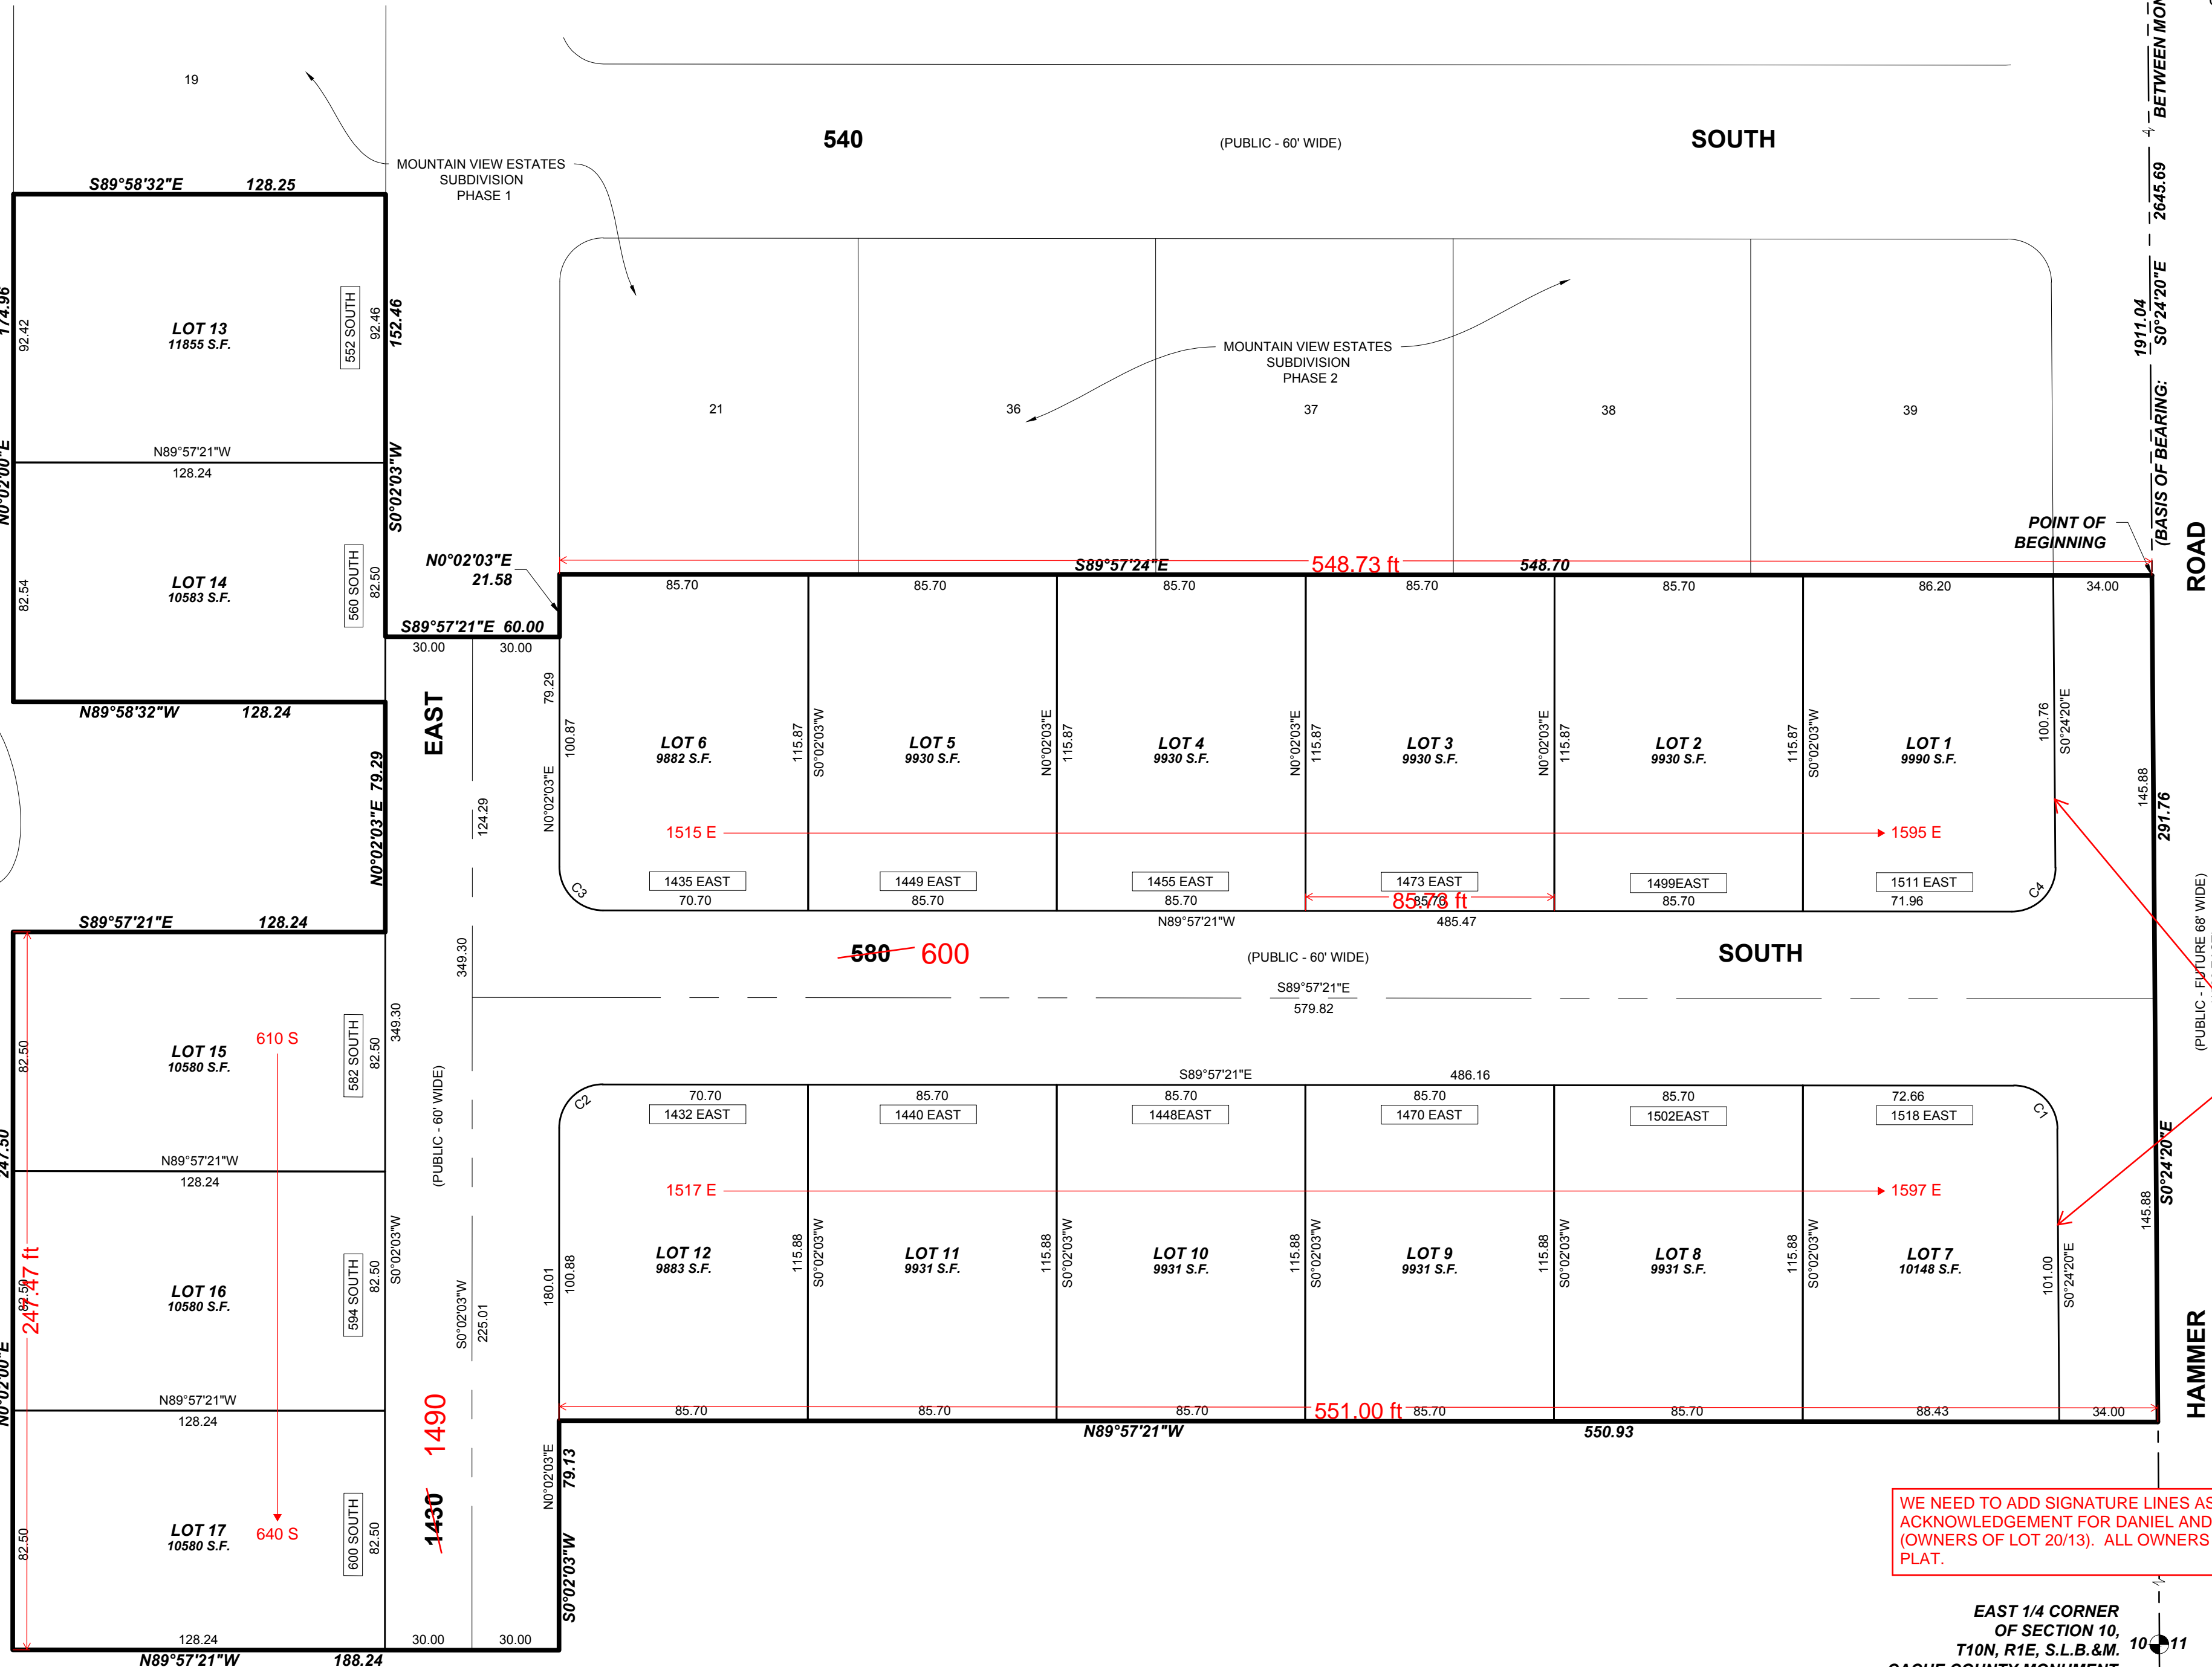 19
540
(PUBLIC - 60' WIDE)
SOUTH
MOUNTAIN VIEW ESTATES
SUBDIVISION
PHASE 1
S89°58'32"E 128.25
LOT 13
11855 S.F.
174.96
92.42
552 SOUTH
92.46
152.46
N89°57'21"W
128.24
N0°02'00"E
S0°02'03"W
LOT 14
10583 S.F.
82.54
560 SOUTH
82.50
N89°58'32"W 128.24
MOUNTAIN VIEW ESTATES
SUBDIVISION
PHASE 2
21
36
37
38
39
BETWEEN MON
2645.69
S0°24'20"E
1911.04
(BASIS OF BEARING:
POINT OF
BEGINNING
ROAD
N0°02'03"E
21.58
S89°57'24"E
548.73 ft
548.70
85.70
85.70
85.70
85.70
85.70
86.20
34.00
S89°57'21"E 60.00
30.00
30.00
EAST
79.29
100.87
N0°02'03"E
124.29
N0°02'03"E 79.29
LOT 6
9882 S.F.
115.87
S0°02'03"W
LOT 5
9930 S.F.
N0°02'03"E
115.87
LOT 4
9930 S.F.
N0°02'03"E
115.87
LOT 3
9930 S.F.
N0°02'03"E
115.87
LOT 2
9930 S.F.
115.87
S0°02'03"W
LOT 1
9990 S.F.
100.76
S0°24'20"E
145.88
291.76
1515 E
1595 E
C3
1435 EAST
70.70
1449 EAST
85.70
1455 EAST
85.70
1473 EAST
85.70
85.73 ft
1499EAST
85.70
1511 EAST
71.96
C4
N89°57'21"W
485.47
(PUBLIC - FUTURE 68' WIDE)
S89°57'21"E 128.24
349.30
580
600
(PUBLIC - 60' WIDE)
SOUTH
S89°57'21"E
579.82
LOT 15
10580 S.F.
610 S
82.50
582 SOUTH
82.50
349.30
(PUBLIC - 60' WIDE)
S89°57'21"E
486.16
C2
70.70
1432 EAST
85.70
1440 EAST
85.70
1448EAST
85.70
1470 EAST
85.70
1502EAST
72.66
1518 EAST
C1
247.50
N89°57'21"W
128.24
1517 E
1597 E
S0°24'20"E
145.88
LOT 12
9883 S.F.
115.88
S0°02'03"W
LOT 11
9931 S.F.
115.88
S0°02'03"W
LOT 10
9931 S.F.
115.88
S0°02'03"W
LOT 9
9931 S.F.
115.88
S0°02'03"W
LOT 8
9931 S.F.
115.88
S0°02'03"W
LOT 7
10148 S.F.
101.00
S0°24'20"E
180.01
100.88
S0°02'03"W
225.01
S0°02'03"W
LOT 16
10580 S.F.
82.50
247.47 ft
594 SOUTH
82.50
N0°02'00"E
N89°57'21"W
128.24
1490
1430
85.70
85.70
85.70
551.00 ft
85.70
85.70
88.43
34.00
N89°57'21"W
550.93
HAMMER
N0°02'03"E
79.13
S0°02'03"W
LOT 17
10580 S.F.
640 S
82.50
600 SOUTH
82.50
128.24
30.00
30.00
N89°57'21"W 188.24
WE NEED TO ADD SIGNATURE LINES AS
ACKNOWLEDGEMENT FOR DANIEL AND
(OWNERS OF LOT 20/13). ALL OWNERS
PLAT.
EAST 1/4 CORNER
OF SECTION 10,
T10N, R1E, S.L.B.&M.
10 11
CACHE COUNTY MONUMENT